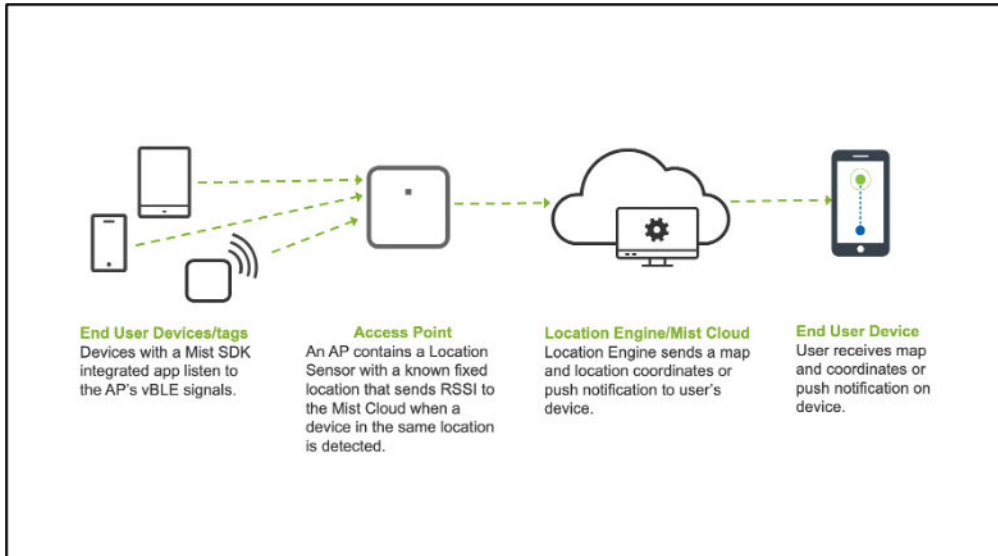 End User Devices/tags
Devices with a Mist SDK
integrated app listen to
the AP's vBLE signals.
Access Point
An AP contains a Location
Sensor with a known fixed
location that sends RSSI to
the Mist Cloud when a
device in the same location
is detected.
Location Engine/Mist Cloud
Location Engine sends a map
and location coordinates or
push notification to user's
device.
End User Device
User receives map
and coordinates or
push notification on
device.